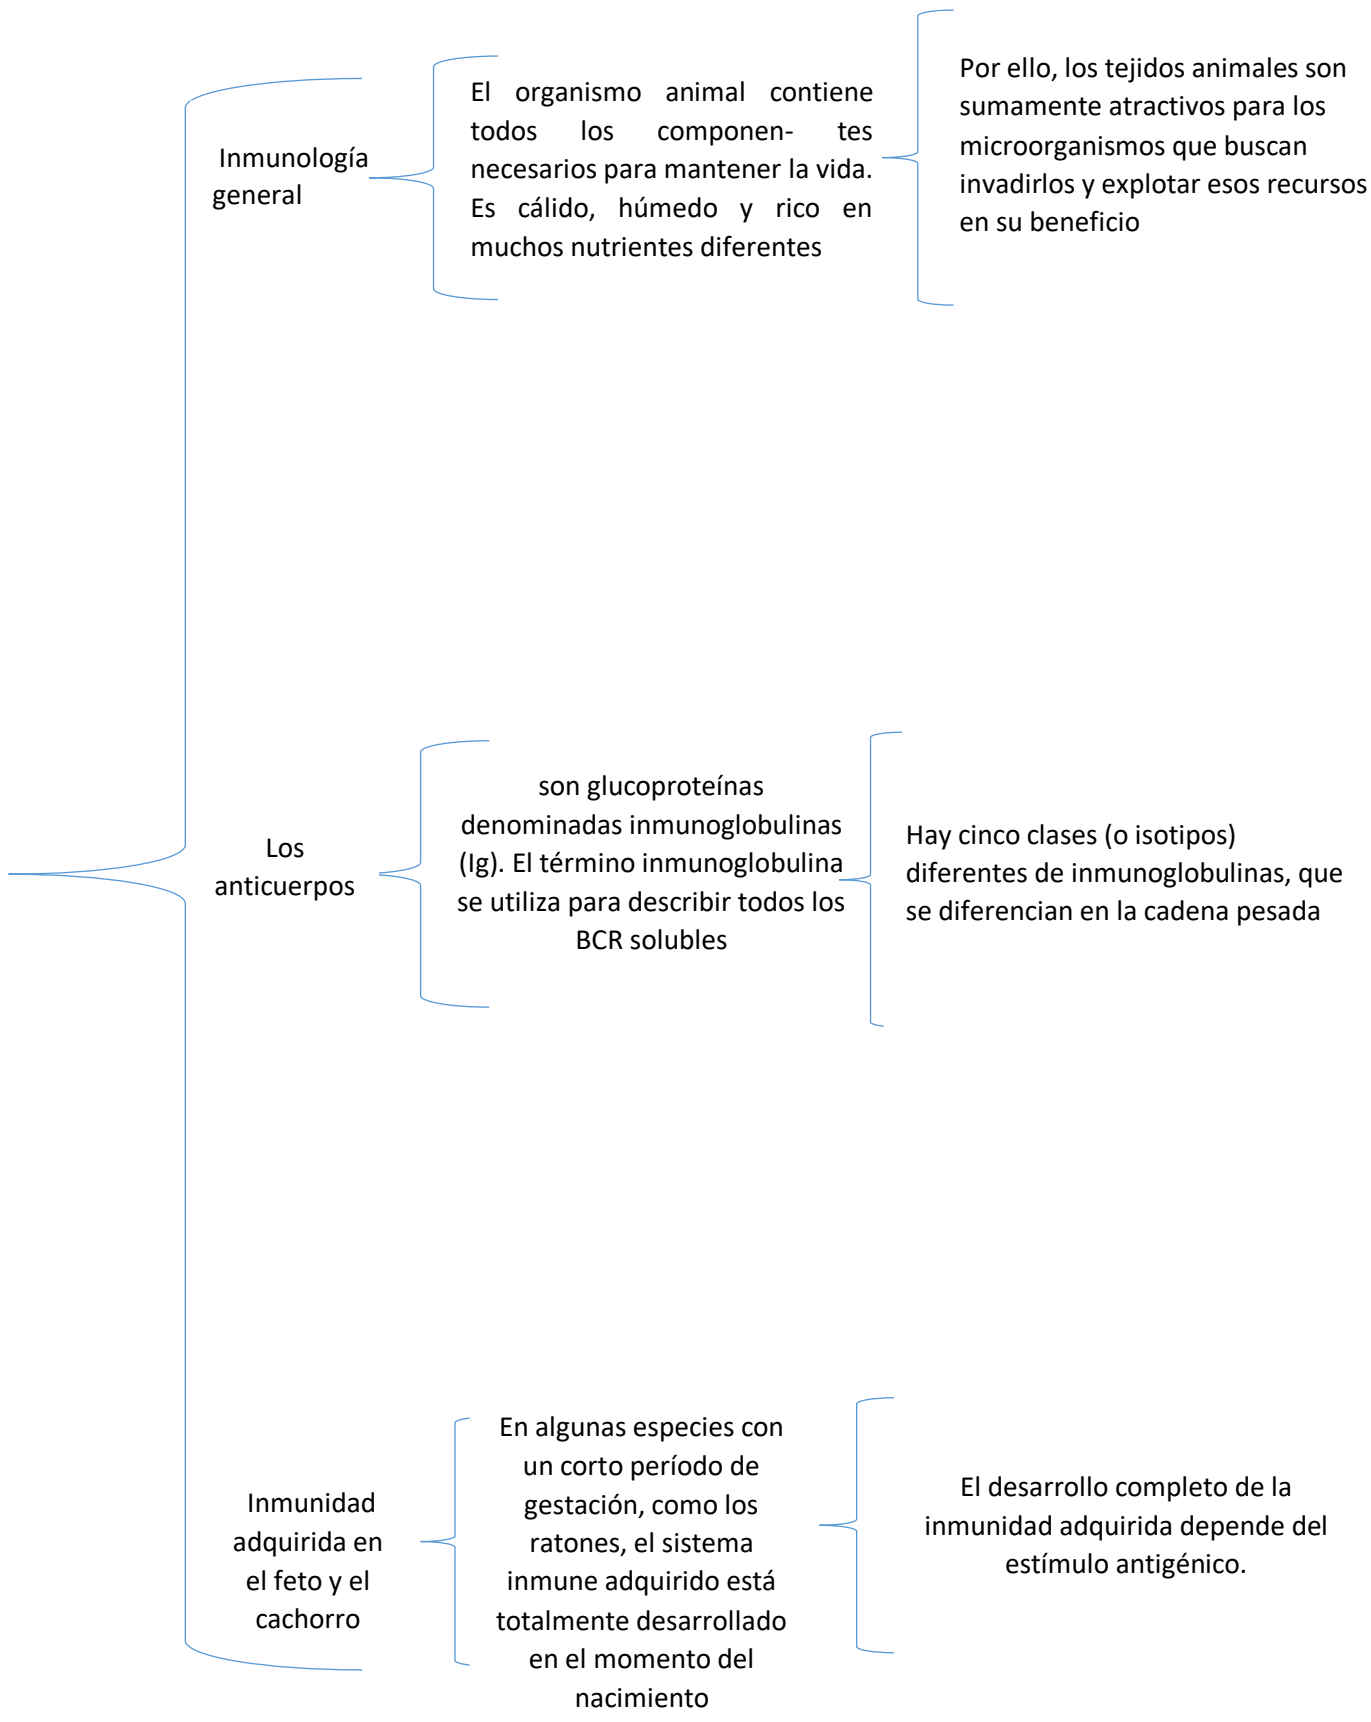 Inmunología
general
El organismo animal contiene
todos los componen- tes
necesarios para mantener la vida.
Es cálido, húmedo y rico en
muchos nutrientes diferentes
Por ello, los tejidos animales son
sumamente atractivos para los
microorganismos que buscan
invadirlos y explotar esos recursos
en su beneficio
Los
anticuerpos
son glucoproteínas
denominadas inmunoglobulinas
(Ig). El término inmunoglobulina
se utiliza para describir todos los
BCR solubles
Hay cinco clases (o isotipos)
diferentes de inmunoglobulinas, que
se diferencian en la cadena pesada
Inmunidad
adquirida en
el feto y el
cachorro
En algunas especies con
un corto período de
gestación, como los
ratones, el sistema
inmune adquirido está
totalmente desarrollado
en el momento del
nacimiento
El desarrollo completo de la
inmunidad adquirida depende del
estímulo antigénico.